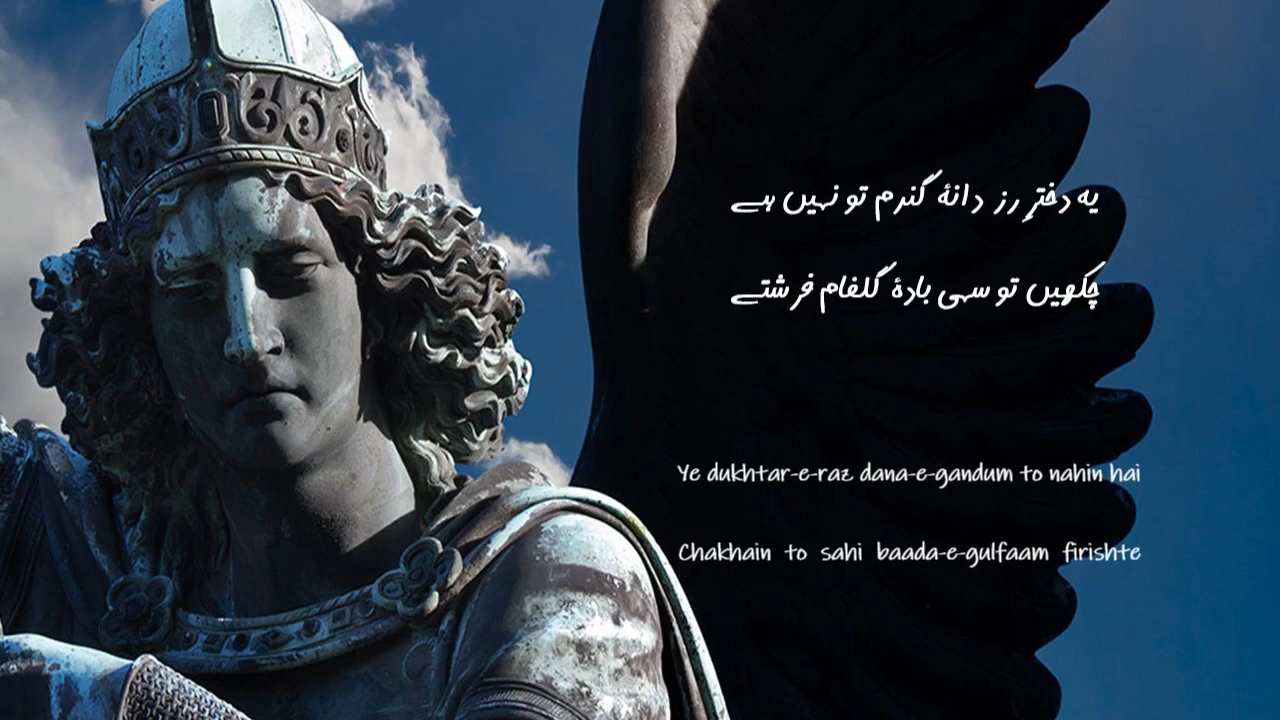 یہ دخترِ رز دانۂ گندم تو نہیں ہے
چکھیں تو سہی بادۂ گلفام فرشتے
Ye dukhtar-e-raz dana-e-gandum to nahin hai
Chakhain to sahi baada-e-gulfaam firishte